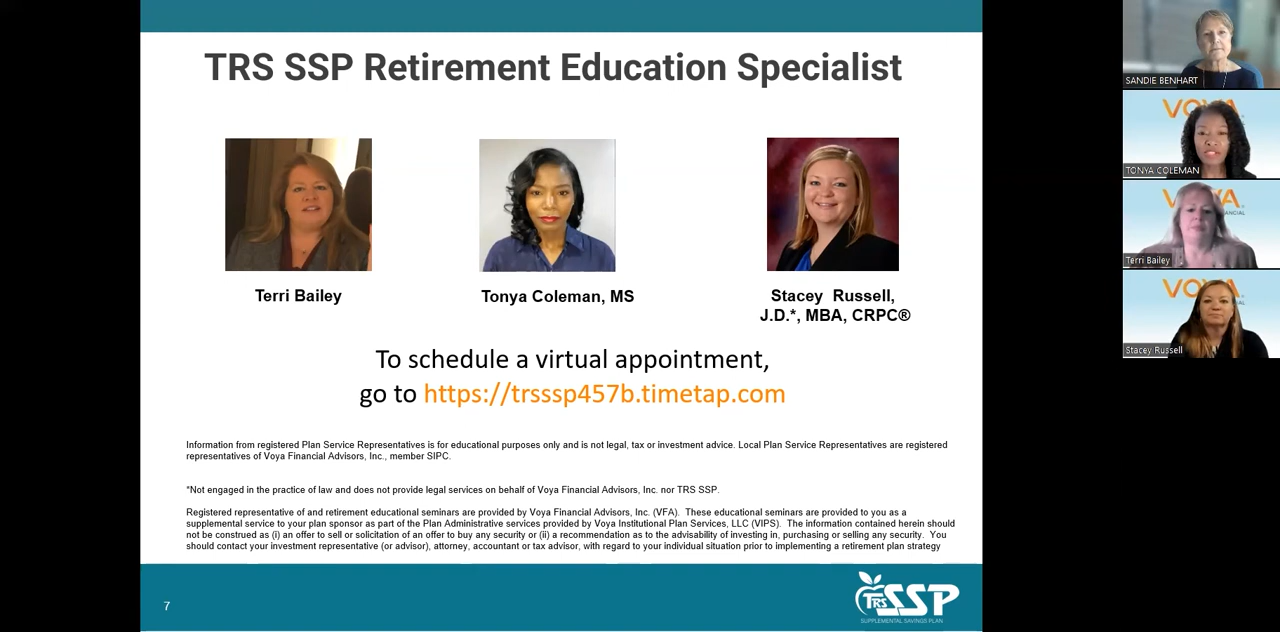 TRS SSP Retirement Education Specialist
Terri Bailey
Tonya Coleman, MS
Stacey Russell,
J.D.*, MBA, CRPC®
To schedule a virtual appointment,
go to https://trsssp457b.timetap.com
Information from registered Plan Service Representatives is for educational purposes only and is not legal, tax or investment advice. Local Plan Service Representatives are registered
representatives of Voya Financial Advisors, Inc., member SIPC.
*Not engaged in the practice of law and does not provide legal services on behalf of Voya Financial Advisors, Inc. nor TRS SSP.
Registered representative of and retirement educational seminars are provided by Voya Financial Advisors, Inc. (VFA). These educational seminars are provided to you as a
supplemental service to your plan sponsor as part of the Plan Administrative services provided by Voya Institutional Plan Services, LLC (VIPS). The information contained herein should
not be construed as (i) an offer to sell or solicitation of an offer to buy any security or (ii) a recommendation as to the advisability of investing in, purchasing or selling any security. You
should contact your investment representative (or advisor), attorney, accountant or tax advisor, with regard to your individual situation prior to implementing a retirement plan strategy
7
TRS SSP
SUPPLEMENTAL SAVINGS PLAN
SANDIE BENHART
TONYA COLEMAN
Terri Bailey
Stacey Russell